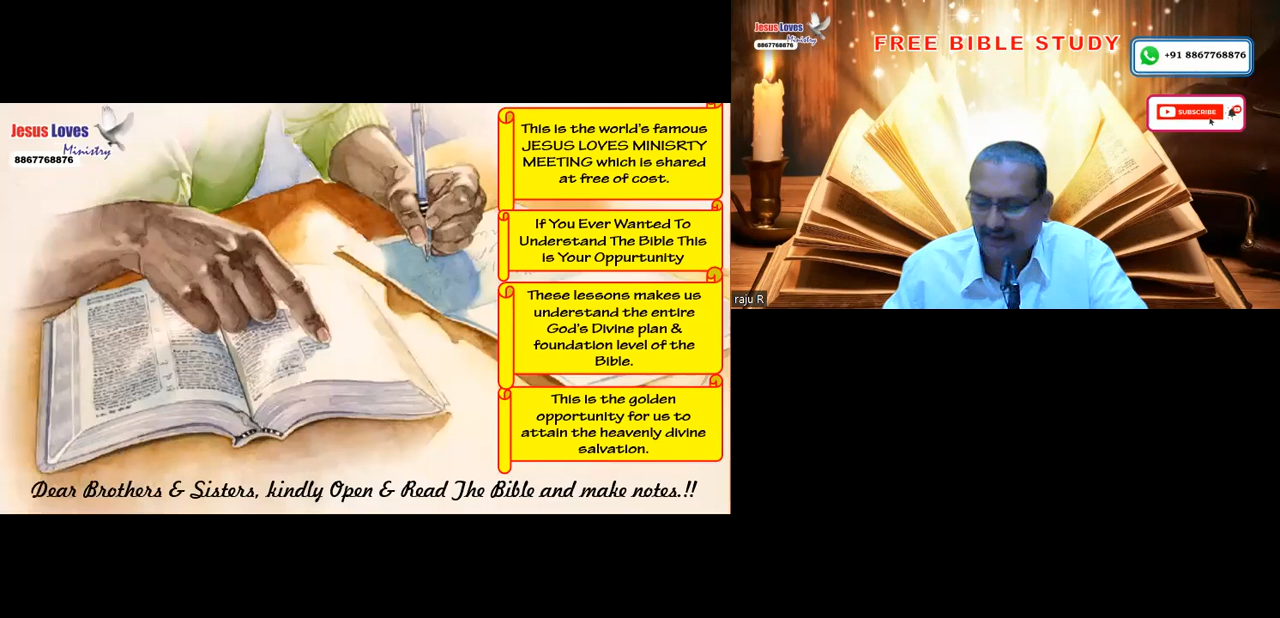 Jesus Loves
Ministry
8867768876
This is the world's famous
JESUS LOVES MINISRTY
MEETING which is shared
at free of cost.
If You Ever Wanted To
Understand The Bible This
is Your Oppurtunity
These lessons makes us
understand the entire
God's Divine plan &
foundation level of the
Bible.
This is the golden
opportunity for us to
attain the heavenly divine
salvation.
Dear Brothers & Sisters, kindly Open & Read The Bible and make notes.!!
Jesus Loves
Ministry
8867768876
FREE BIBLE STUDY
+91 8867768876
SUBSCRIBE
raju R